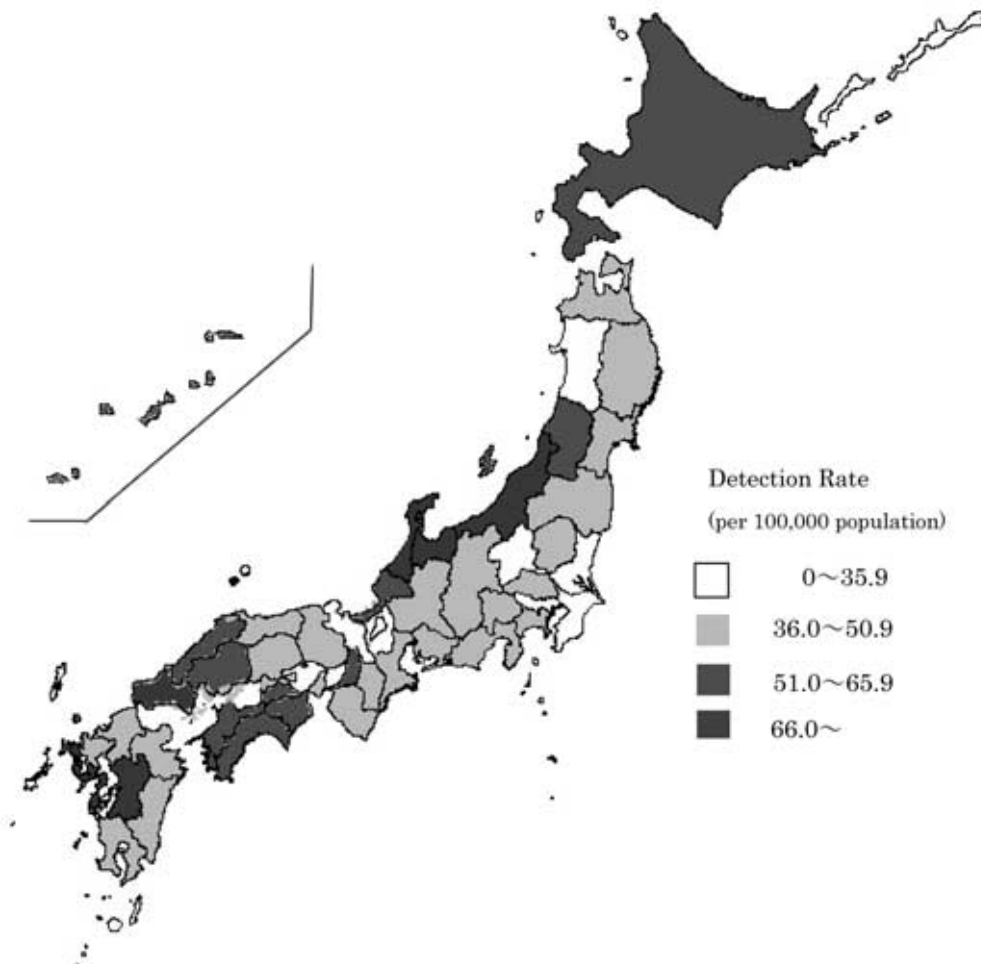 Detection Rate
(per 100,000 population)
0～35.9
36.0～50.9
51.0～65.9
66.0～